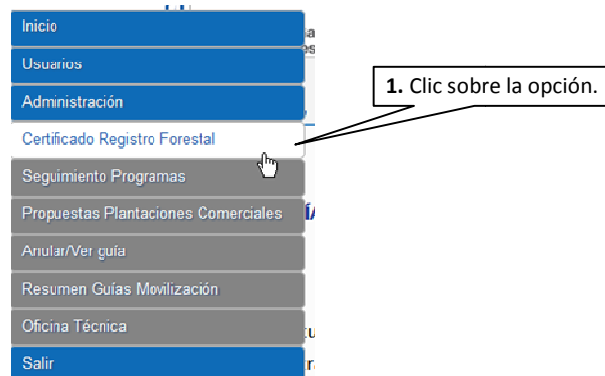 Inicio
Usuarios
Administración
1. Clic sobre la opción.
Certificado Registro Forestal
Seguimiento Programas
Propuestas Plantaciones Comerciales
Anular/Ver guía
Resumen Guías Movilización
Oficina Técnica
Salir